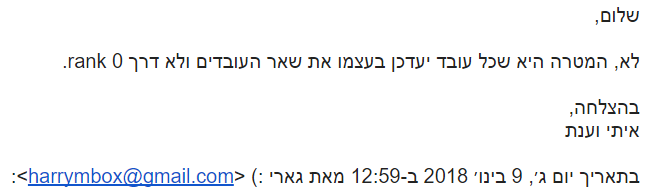 שלום,
לא, המטרה היא שכל עובד יעדכן בעצמו את שאר העובדים ולא דרך rank 0.
בהצלחה,
איתי וענת
בתאריך יום ג׳, 9 בינו׳ 2018 ב-12:59 מאת גארי :) <harrymbox@gmail.com>: